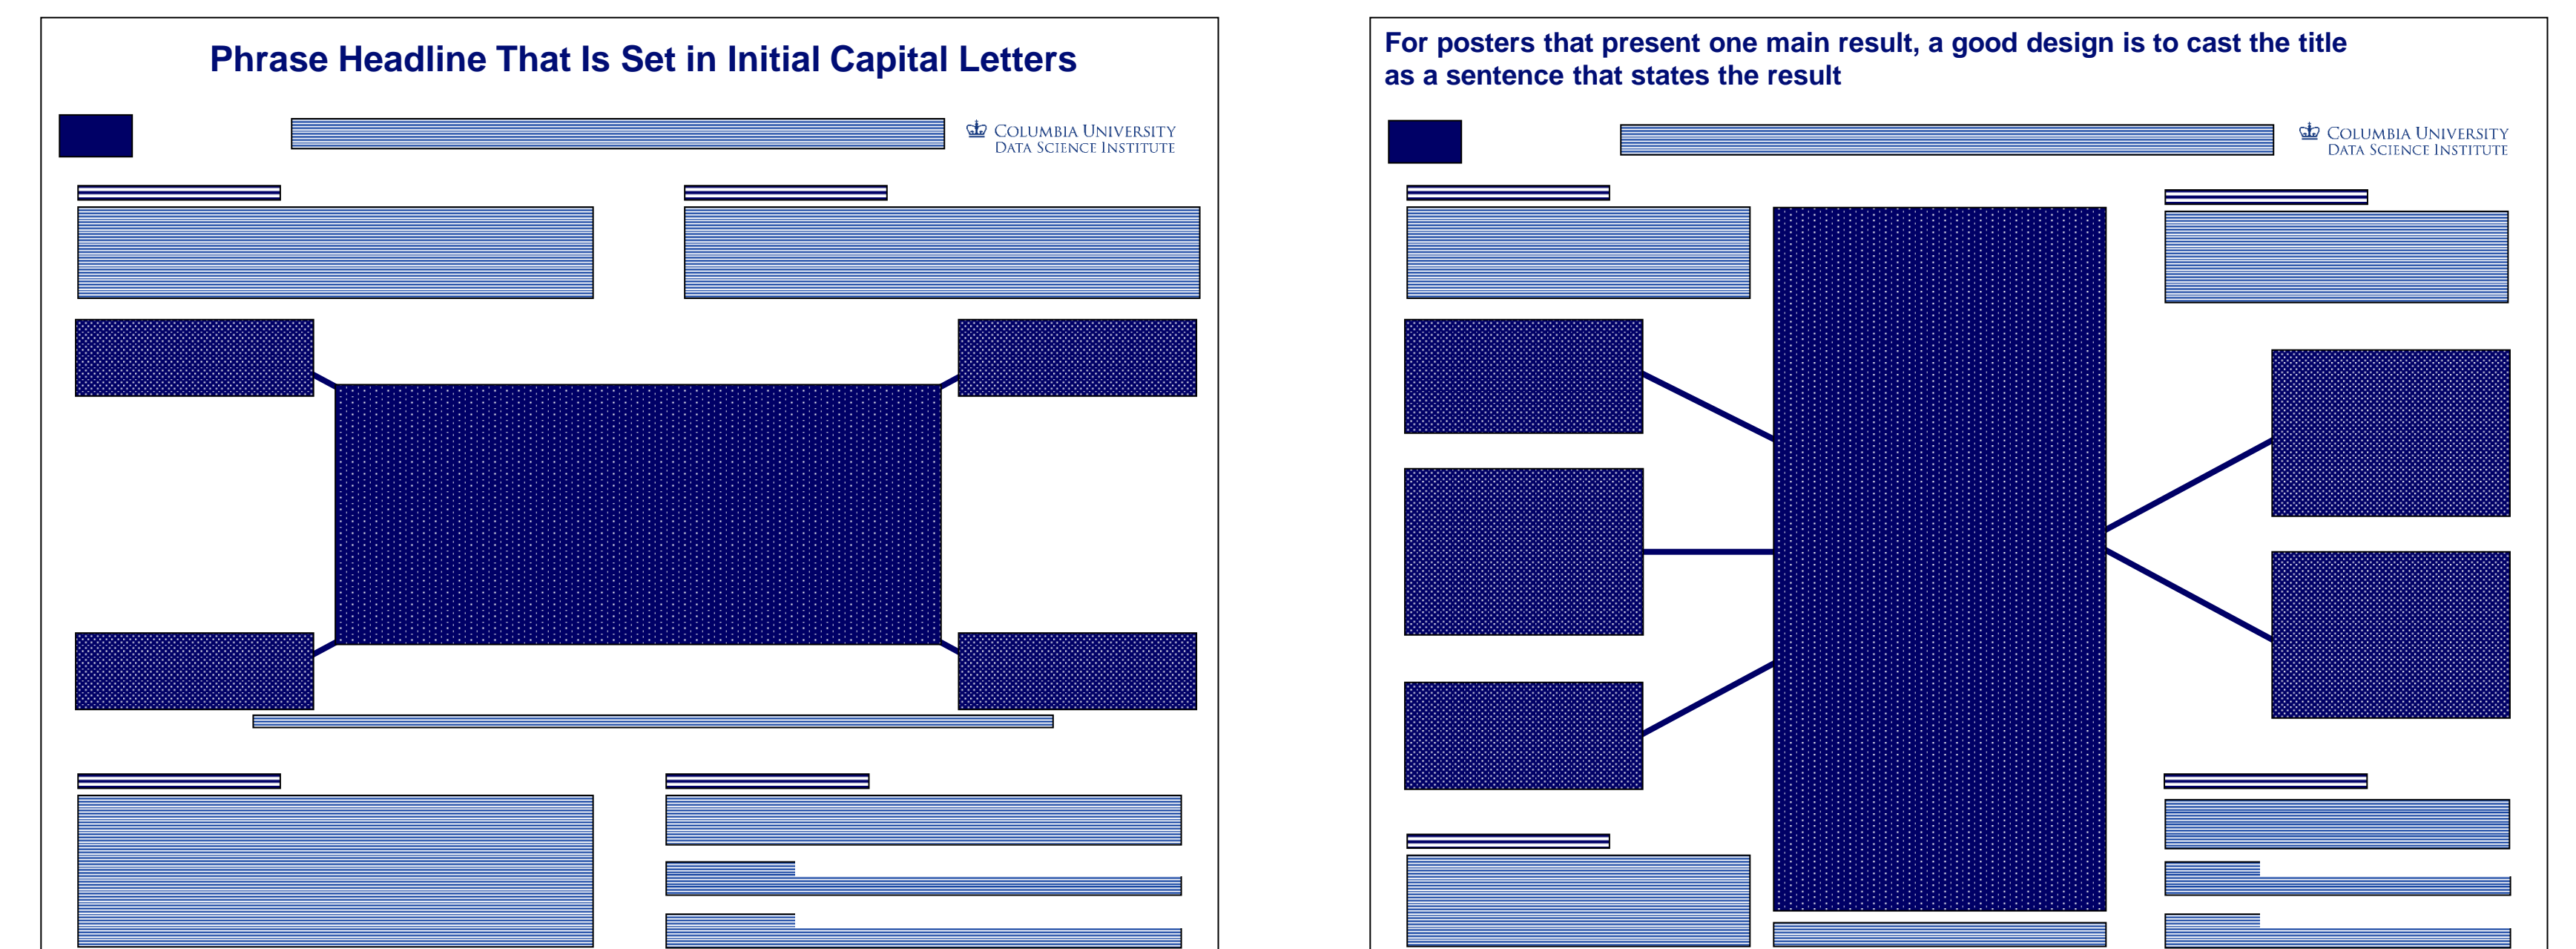 Phrase Headline That Is Set in Initial Capital Letters
COLUMBIA UNIVERSITY
DATA SCIENCE INSTITUTE
For posters that present one main result, a good design is to cast the title
as a sentence that states the result
COLUMBIA UNIVERSITY
DATA SCIENCE INSTITUTE